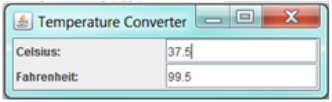 Temperature Converter
Celsius: 37.5
Fahrenheit: 99.5